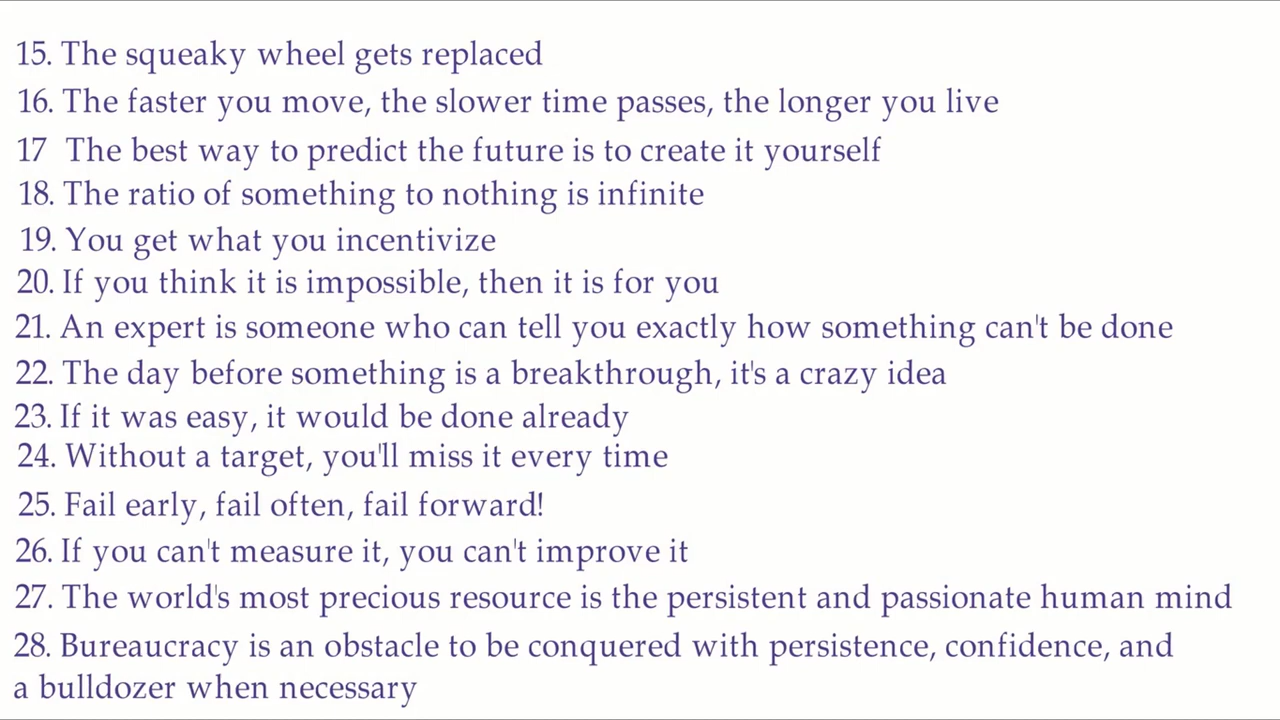 15. The squeaky wheel gets replaced
16. The faster you move, the slower time passes, the longer you live
17 The best way to predict the future is to create it yourself
18. The ratio of something to nothing is infinite
19. You get what you incentivize
20. If you think it is impossible, then it is for you
21. An expert is someone who can tell you exactly how something can't be done
22. The day before something is a breakthrough, it's a crazy idea
23. If it was easy, it would be done already
24. Without a target, you'll miss it every time
25. Fail early, fail often, fail forward!
26. If you can't measure it, you can't improve it
27. The world's most precious resource is the persistent and passionate human mind
28. Bureaucracy is an obstacle to be conquered with persistence, confidence, and
a bulldozer when necessary